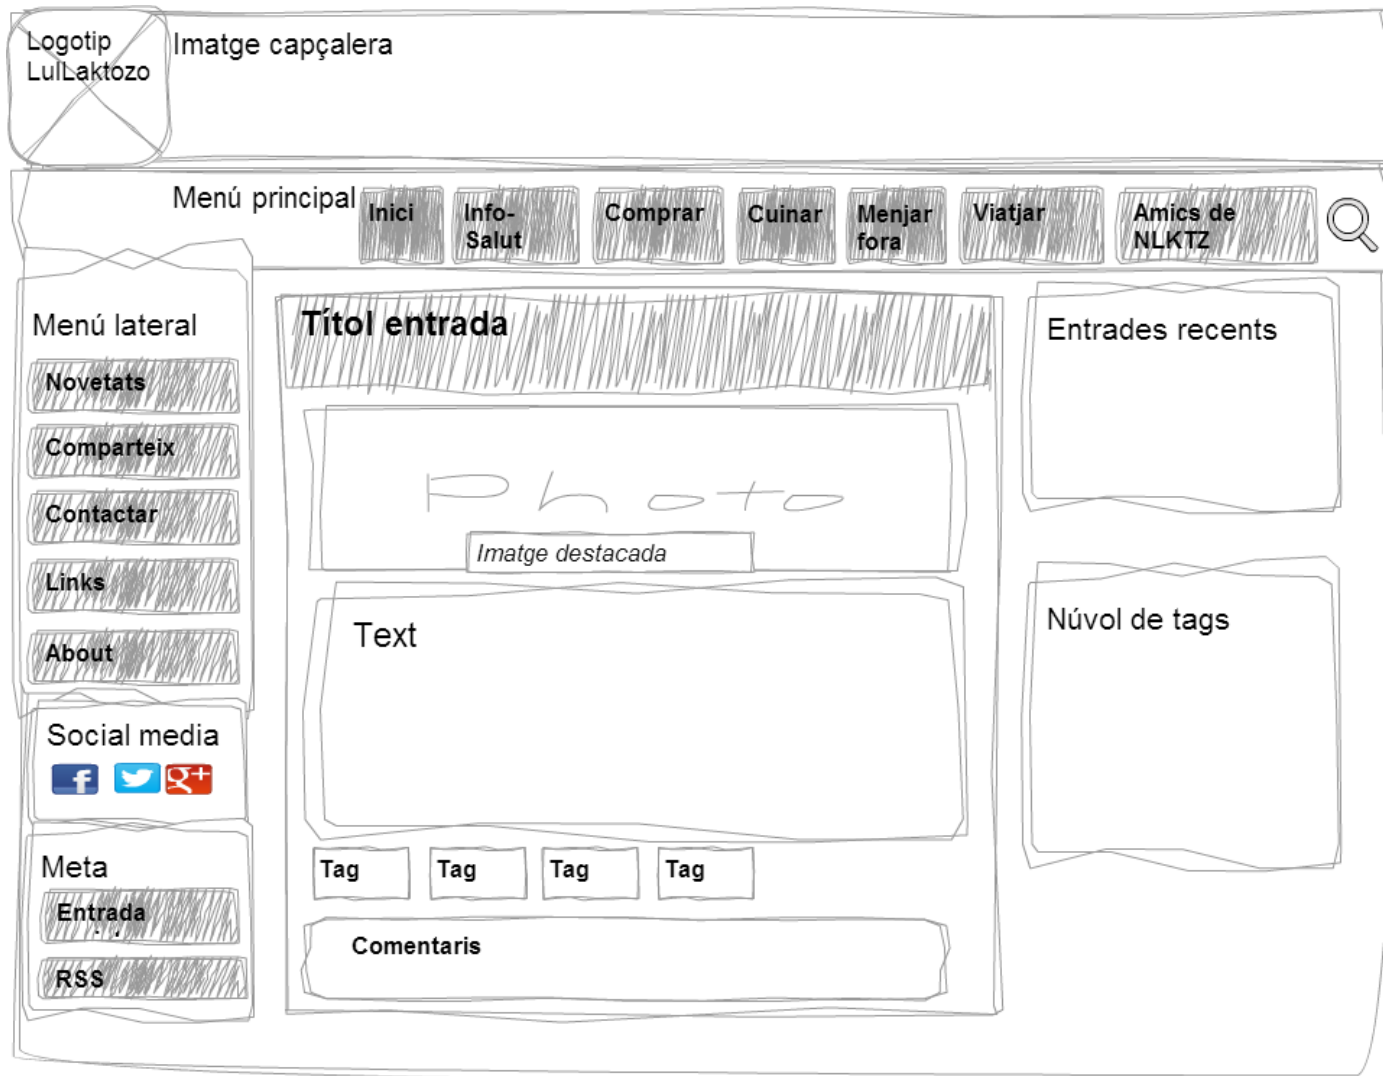 Logotip
LulLaktozo
Imatge capçalera
Menú principal
Inici
Info-
Salut
Comprar
Cuinar
Menjar
fora
Viatjar
Amics de
NLKTZ
Menú lateral
Novetats
Comparteix
Contactar
Links
About
Social media
f
g+
Meta
Entrada
RSS
Títol entrada
Photo
Imatge destacada
Text
Tag
Tag
Tag
Tag
Comentaris
Entrades recents
Núvol de tags